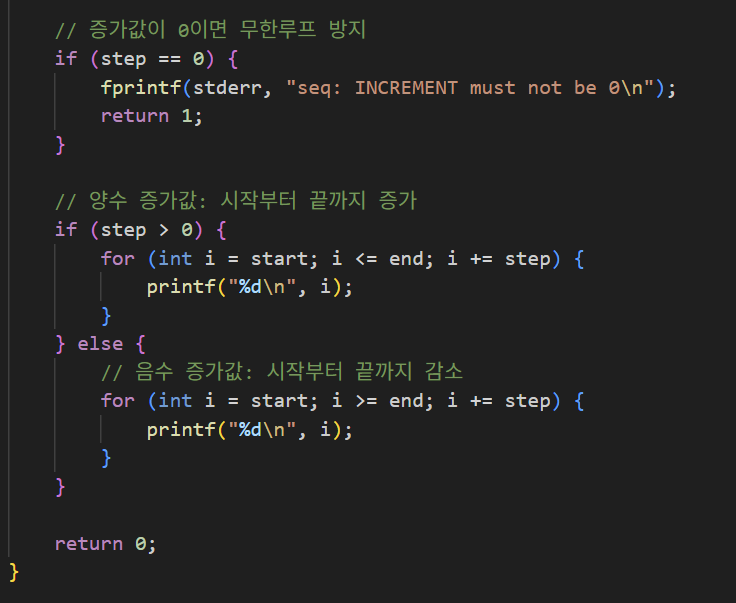 // 증가값이 0이면 무한루프 방지
if (step == 0) {
fprintf(stderr, "seq: INCREMENT must not be 0\n");
return 1;
}
// 양수 증가값: 시작부터 끝까지 증가
if (step > 0) {
for (int i = start; i <= end; i += step) {
printf("%d\n", i);
}
} else {
// 음수 증가값: 시작부터 끝까지 감소
for (int i = start; i >= end; i += step) {
printf("%d\n", i);
}
}
return 0;
}